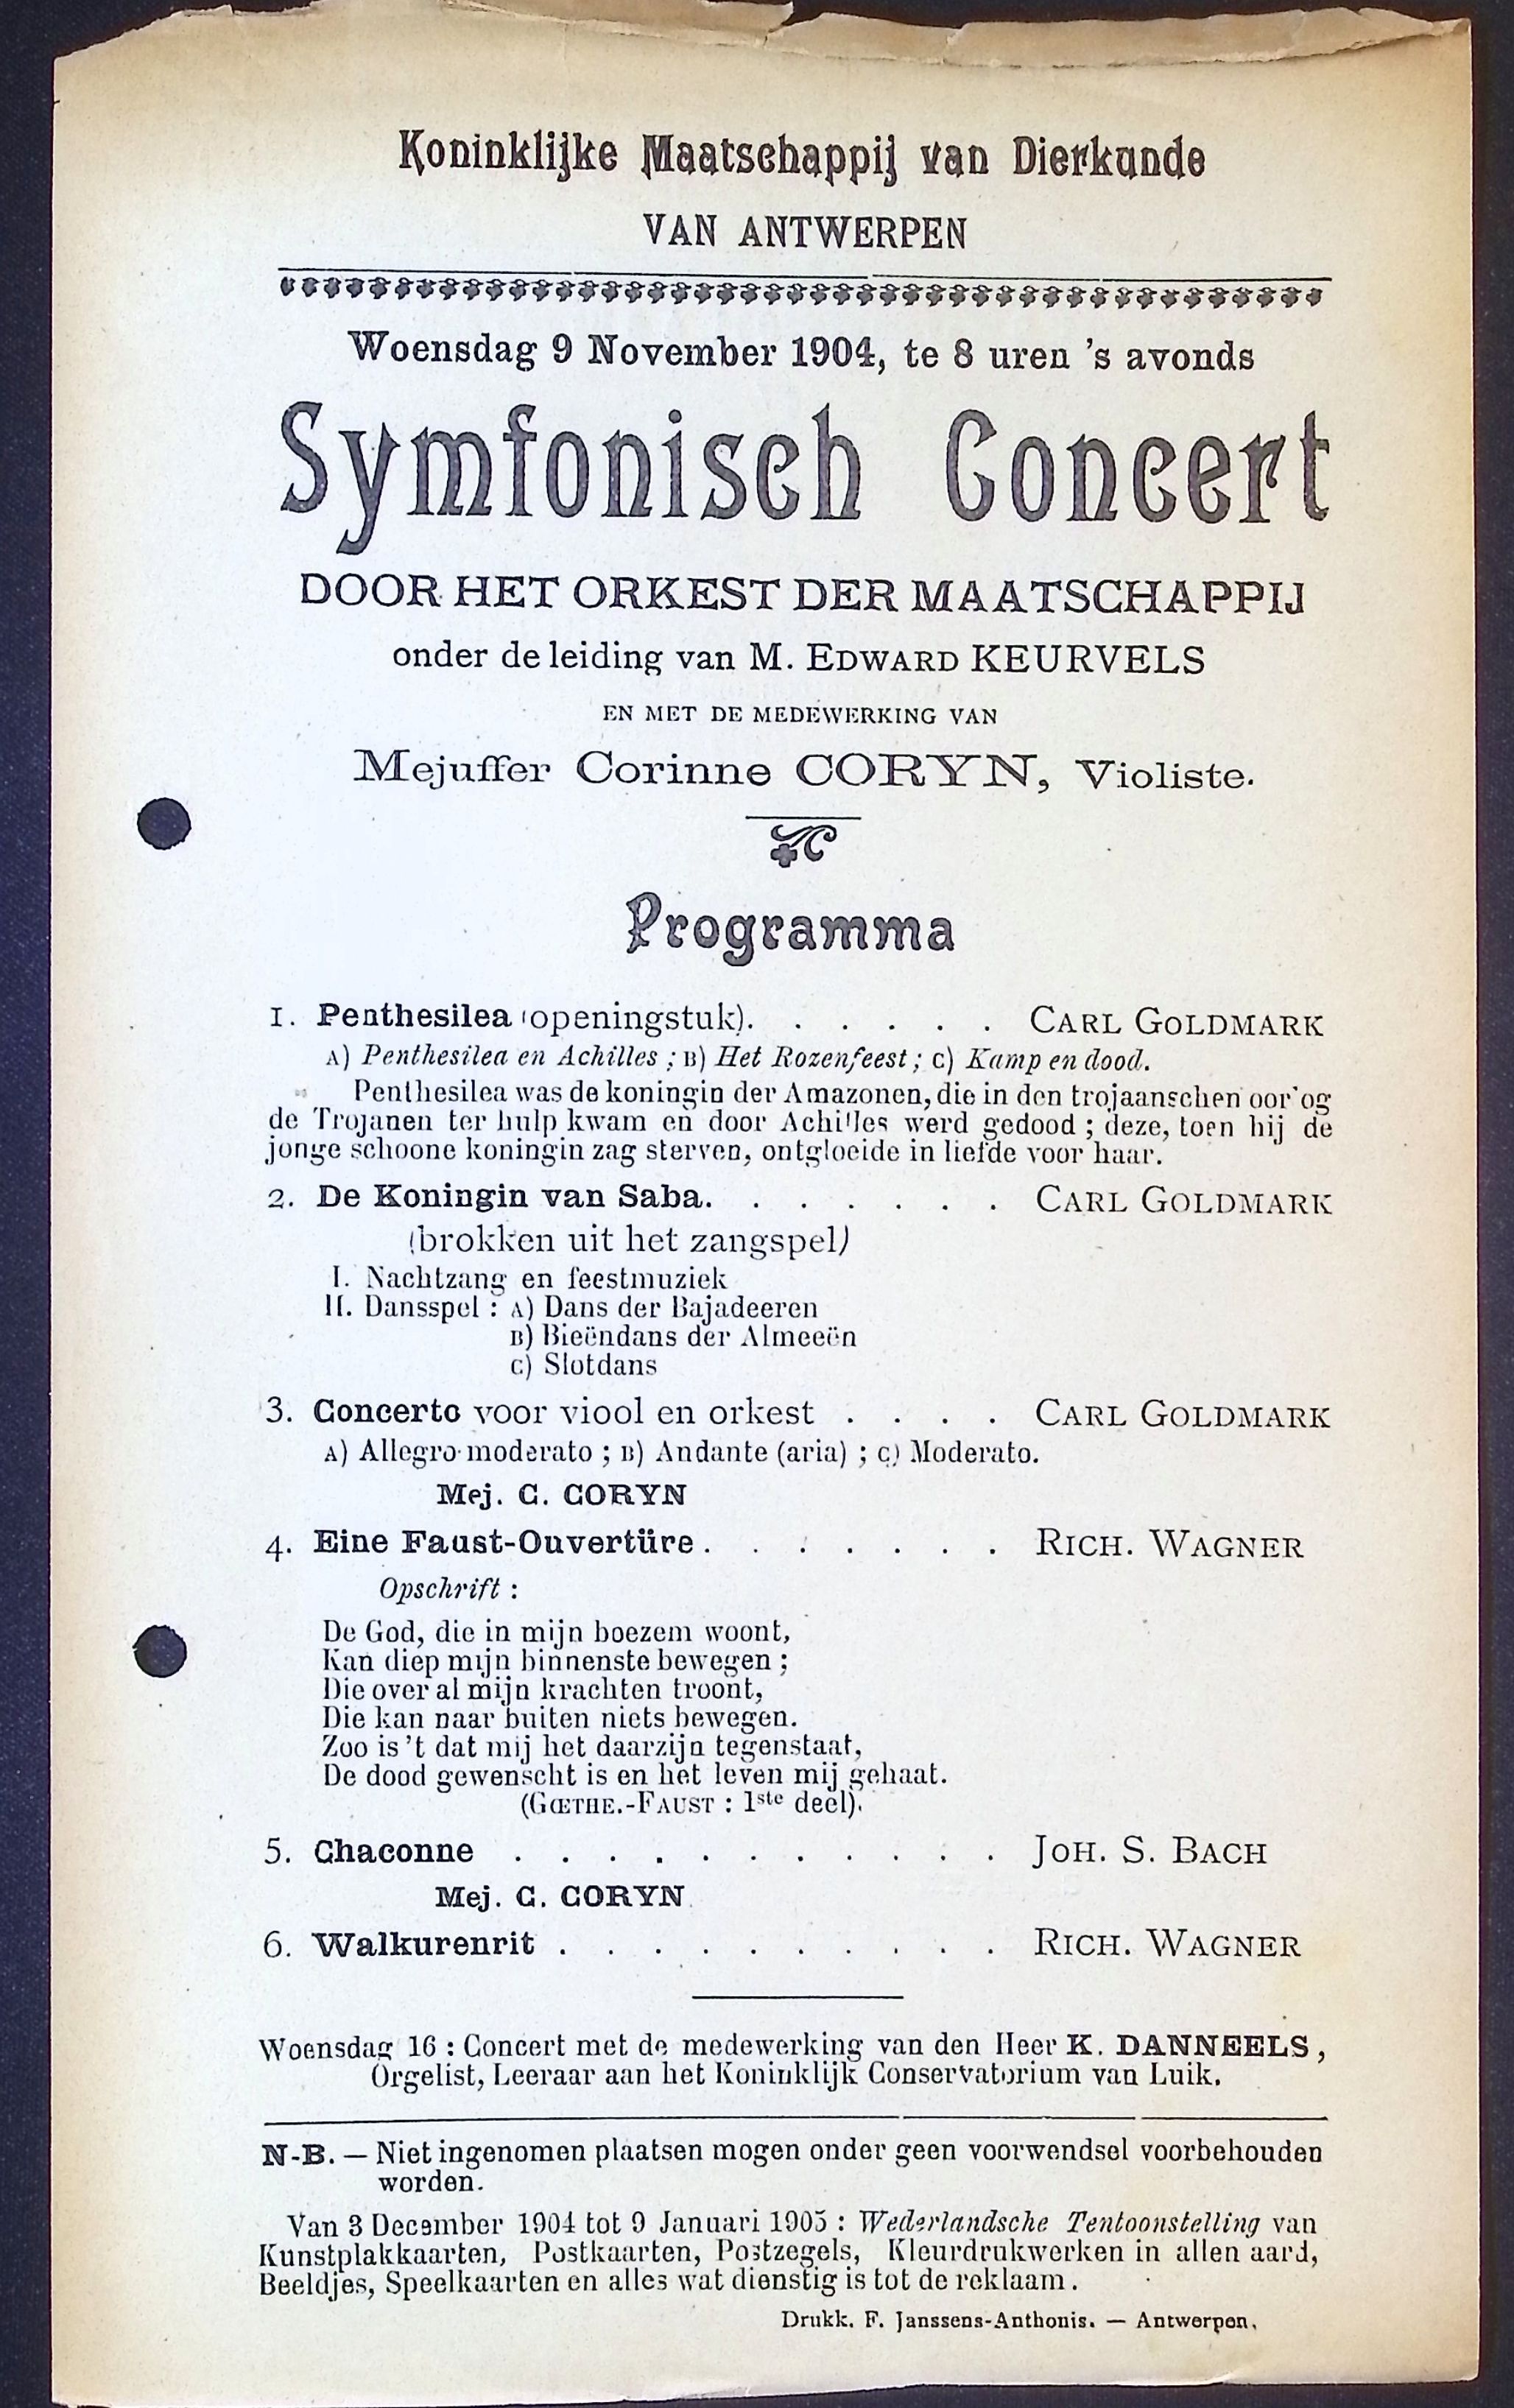 Koninklijke Maatschappij van Dierkunde
VAN ANTWERPEN
Woensdag 9 November 1904, te 8 uren 's avonds
Symfonisch Concert
DOOR HET ORKEST DER MAATSCHAPPIJ
onder de leiding van M. EDWARD KEURVELS
EN MET DE MEDEWERKING VAN
Mejuffer Corinne CORYN, Violiste.
Programma
1. Penthesilea (openingstuk). . . . . . CARL GOLDMARK
A) Penthesilea en Achilles ; B) Het Rozenfeest ; C) Kamp en dood.
Penthesilea was de koningin der Amazonen, die in den trojaanschen oorlog
de Trojanen ter hulp kwam en door Achilles werd gedood ; deze, toen hij de
jonge schoone koningin zag sterven, ontgloeide in liefde voor haar.
2. De Koningin van Saba. . . . . . . CARL GOLDMARK
(brokken uit het zangspel)
I. Nachtzang en feestmuziek
II. Dansspel : A) Dans der Bajadeeren
B) Bieëndans der Almeeën
C) Slotdans
3. Concerto voor viool en orkest . . . . CARL GOLDMARK
A) Allegro moderato ; B) Andante (aria) ; C) Moderato.
Mej. C. CORYN
4. Eine Faust-Ouvertüre . . . . . . . RICH. WAGNER
Opschrift :
De God, die in mijn boezem woont,
Kan diep mijn binnenste bewegen ;
Die over al mijn krachten troont,
Die kan naar buiten niets bewegen.
Zoo is 't dat mij het daarzijn tegenstaat,
De dood gewenscht is en het leven mij gehaat.
(GŒTHE.-FAUST : 1ste deel).
5. Chaconne . . . . . . . . . . . JOH. S. BACH
Mej. C. CORYN
6. Walkurenrit . . . . . . . . . . RICH. WAGNER
Woensdag 16 : Concert met de medewerking van den Heer K. DANNEELS,
Orgelist, Leeraar aan het Koninklijk Conservatorium van Luik.
N-B. — Niet ingenomen plaatsen mogen onder geen voorwendsel voorbehouden
worden.
Van 3 December 1904 tot 9 Januari 1905 : Wederlandsche Tentoonstelling van
Kunstplakkaarten, Postkaarten, Postzegels, Kleurdrukwerken in allen aard,
Beeldjes, Speelkaarten en alles wat dienstig is tot de reklaam.
Drukk. F. Janssens-Anthonis. — Antwerpen.